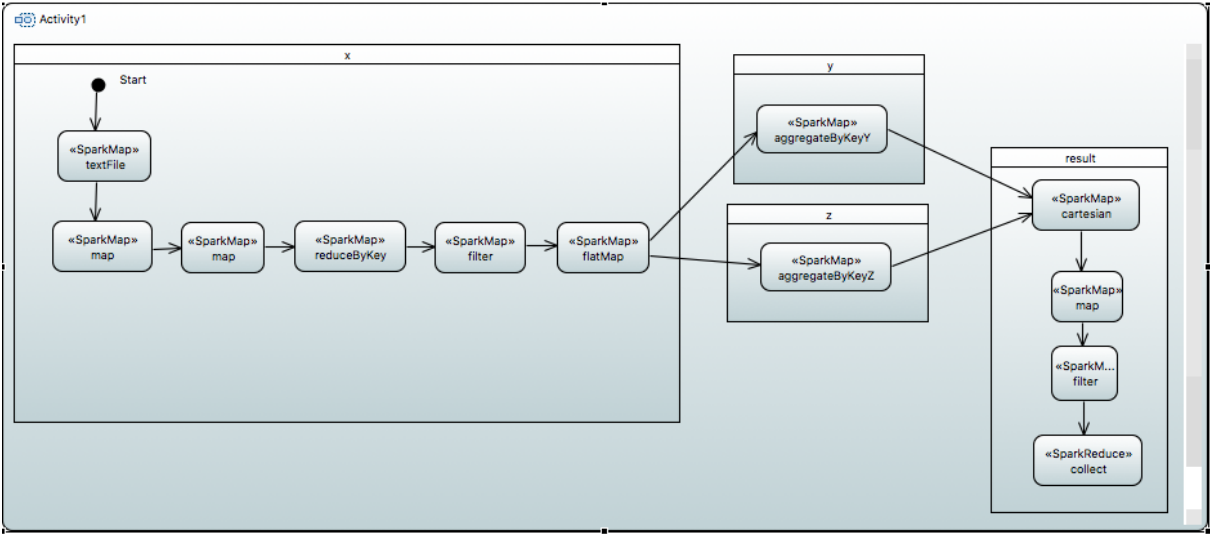 Activity1
x
Start
«SparkMap»
textFile
«SparkMap»
map
«SparkMap»
map
«SparkMap»
reduceByKey
«SparkMap»
filter
«SparkMap»
flatMap
y
«SparkMap»
aggregateByKeyY
z
«SparkMap»
aggregateByKeyZ
result
«SparkMap»
cartesian
«SparkMap»
map
«SparkM...
filter
«SparkReduce»
collect